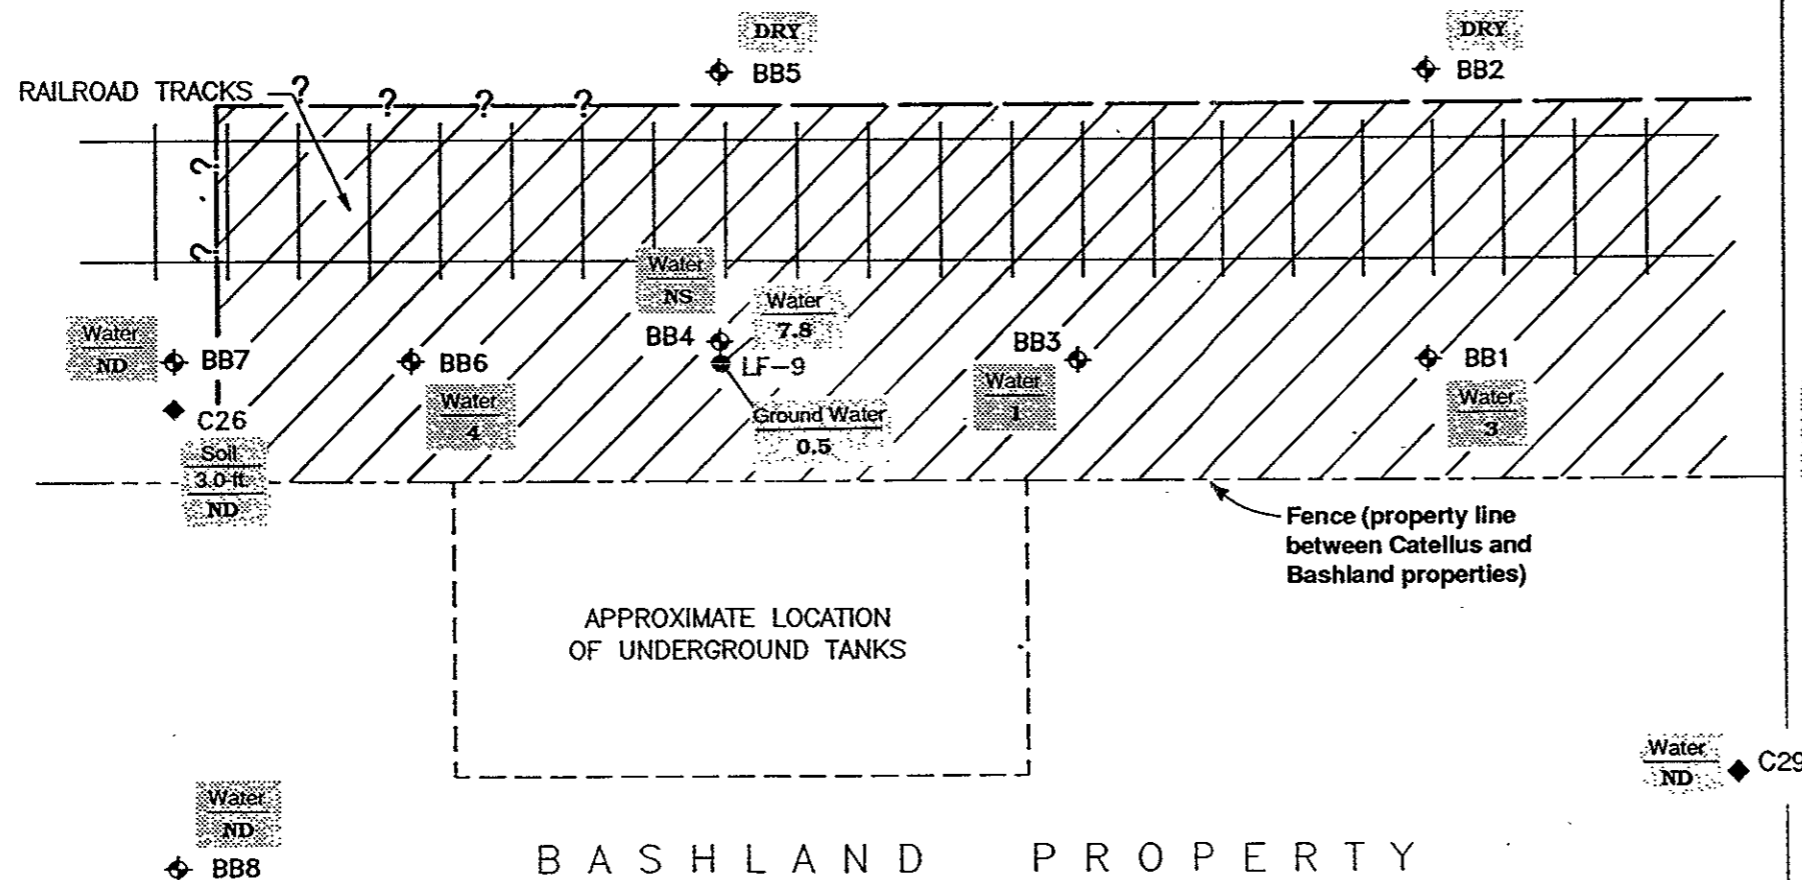 DRY
BB5
DRY
BB2
RAILROAD TRACKS
?
?
?
?
?
?
Water
NS
Water
7.8
BB4
LF-9
Ground Water
0.5
Water
ND
BB7
BB6
Water
4
BB3
Water
1
BB1
Water
3
C26
Soil
3.0 ft.
ND
Fence (property line
between Catellus and
Bashland properties)
APPROXIMATE LOCATION
OF UNDERGROUND TANKS
Water
ND
C29
Water
ND
BB8
BASHLAND PROPERTY